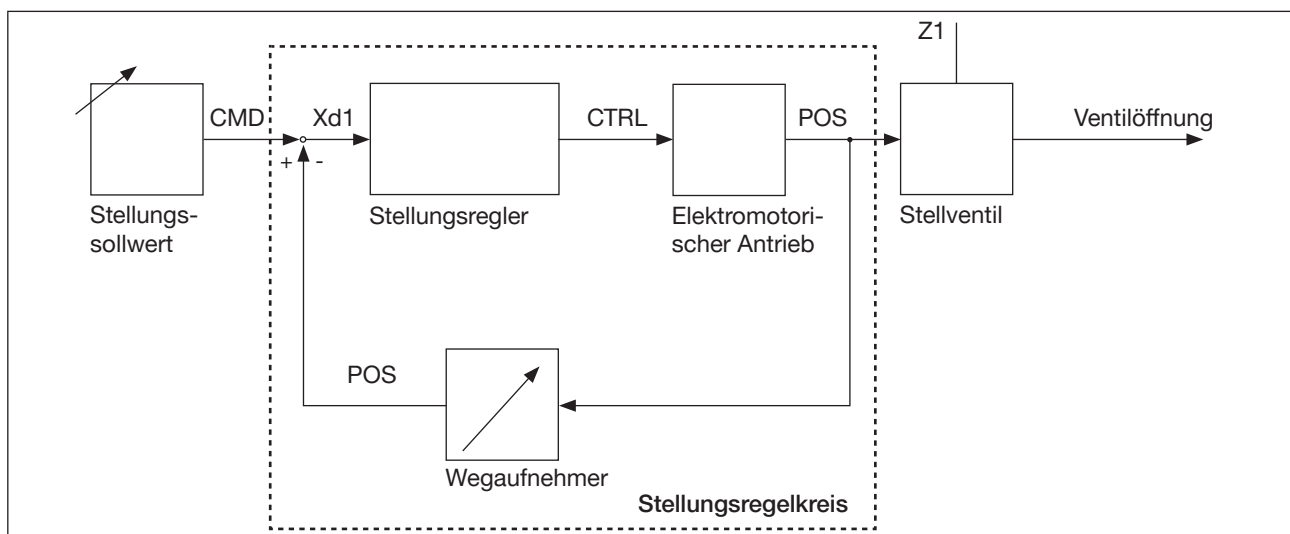 Z1
CMD
Xd1
CTRL
POS
Ventilöffnung
+ -
Stellungs-
sollwert
Stellungsregler
Elektromotori-
scher Antrieb
Stellventil
POS
Wegaufnehmer
Stellungsregelkreis